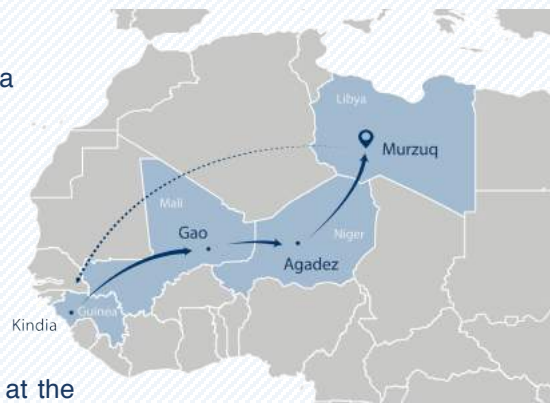 a
Libya
Murzuq
Mali
Gao
Niger
Agadez
Guinea
Kindia
at the